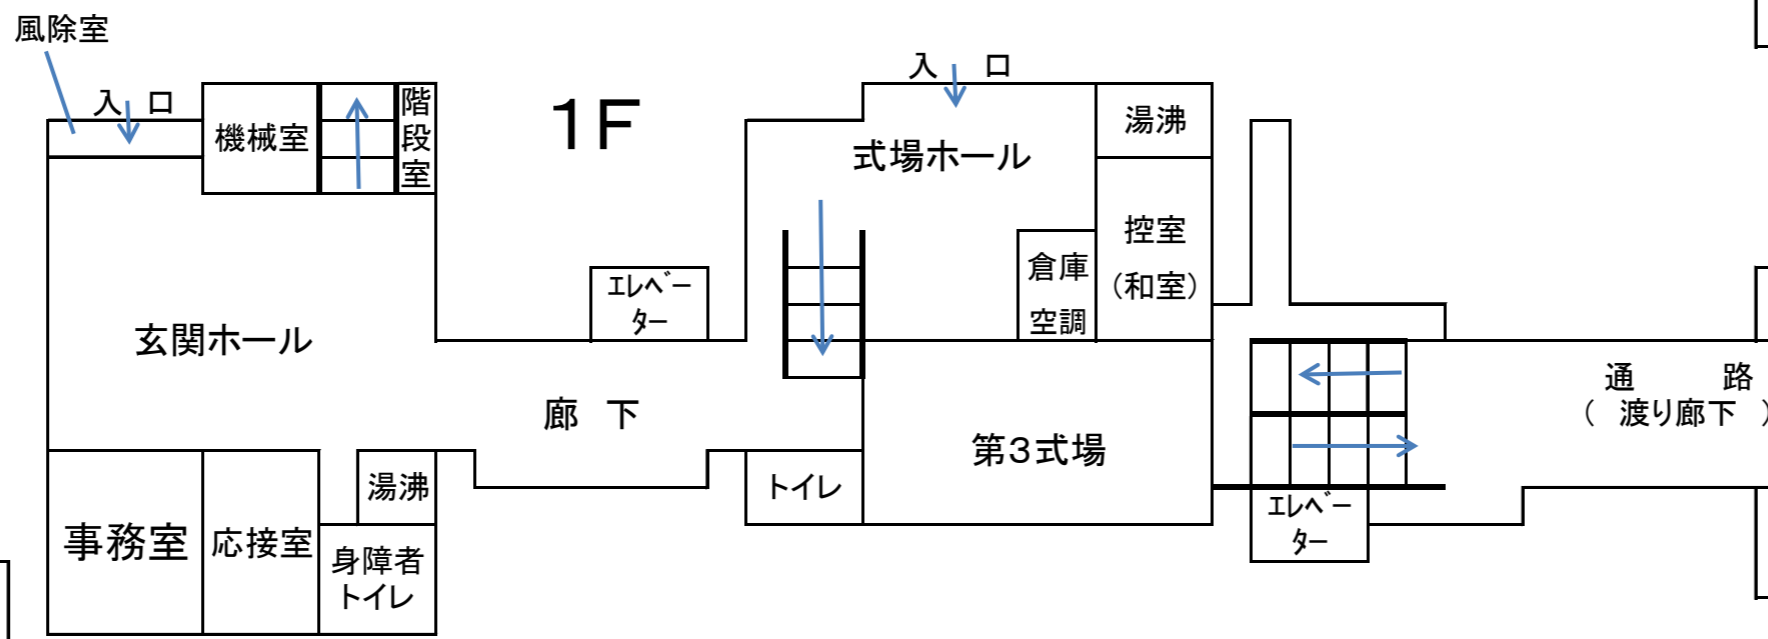 風除室
入 口
機械室
階
段
室
1F
入 口
湯沸
式場ホール
控室
(和室)
倉庫
空調
エレベー
ター
玄関ホール
廊 下
第3式場
通 路
( 渡り廊下 )
湯沸
トイレ
エレベー
ター
事務室
応接室
身障者
トイレ